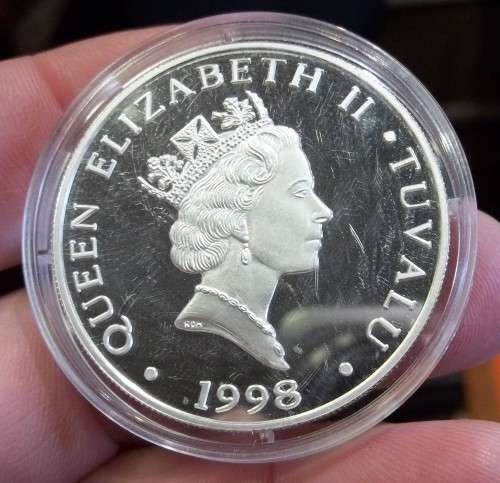 QUEEN ELIZABETH II • TUVALU • 1998 •
RDM